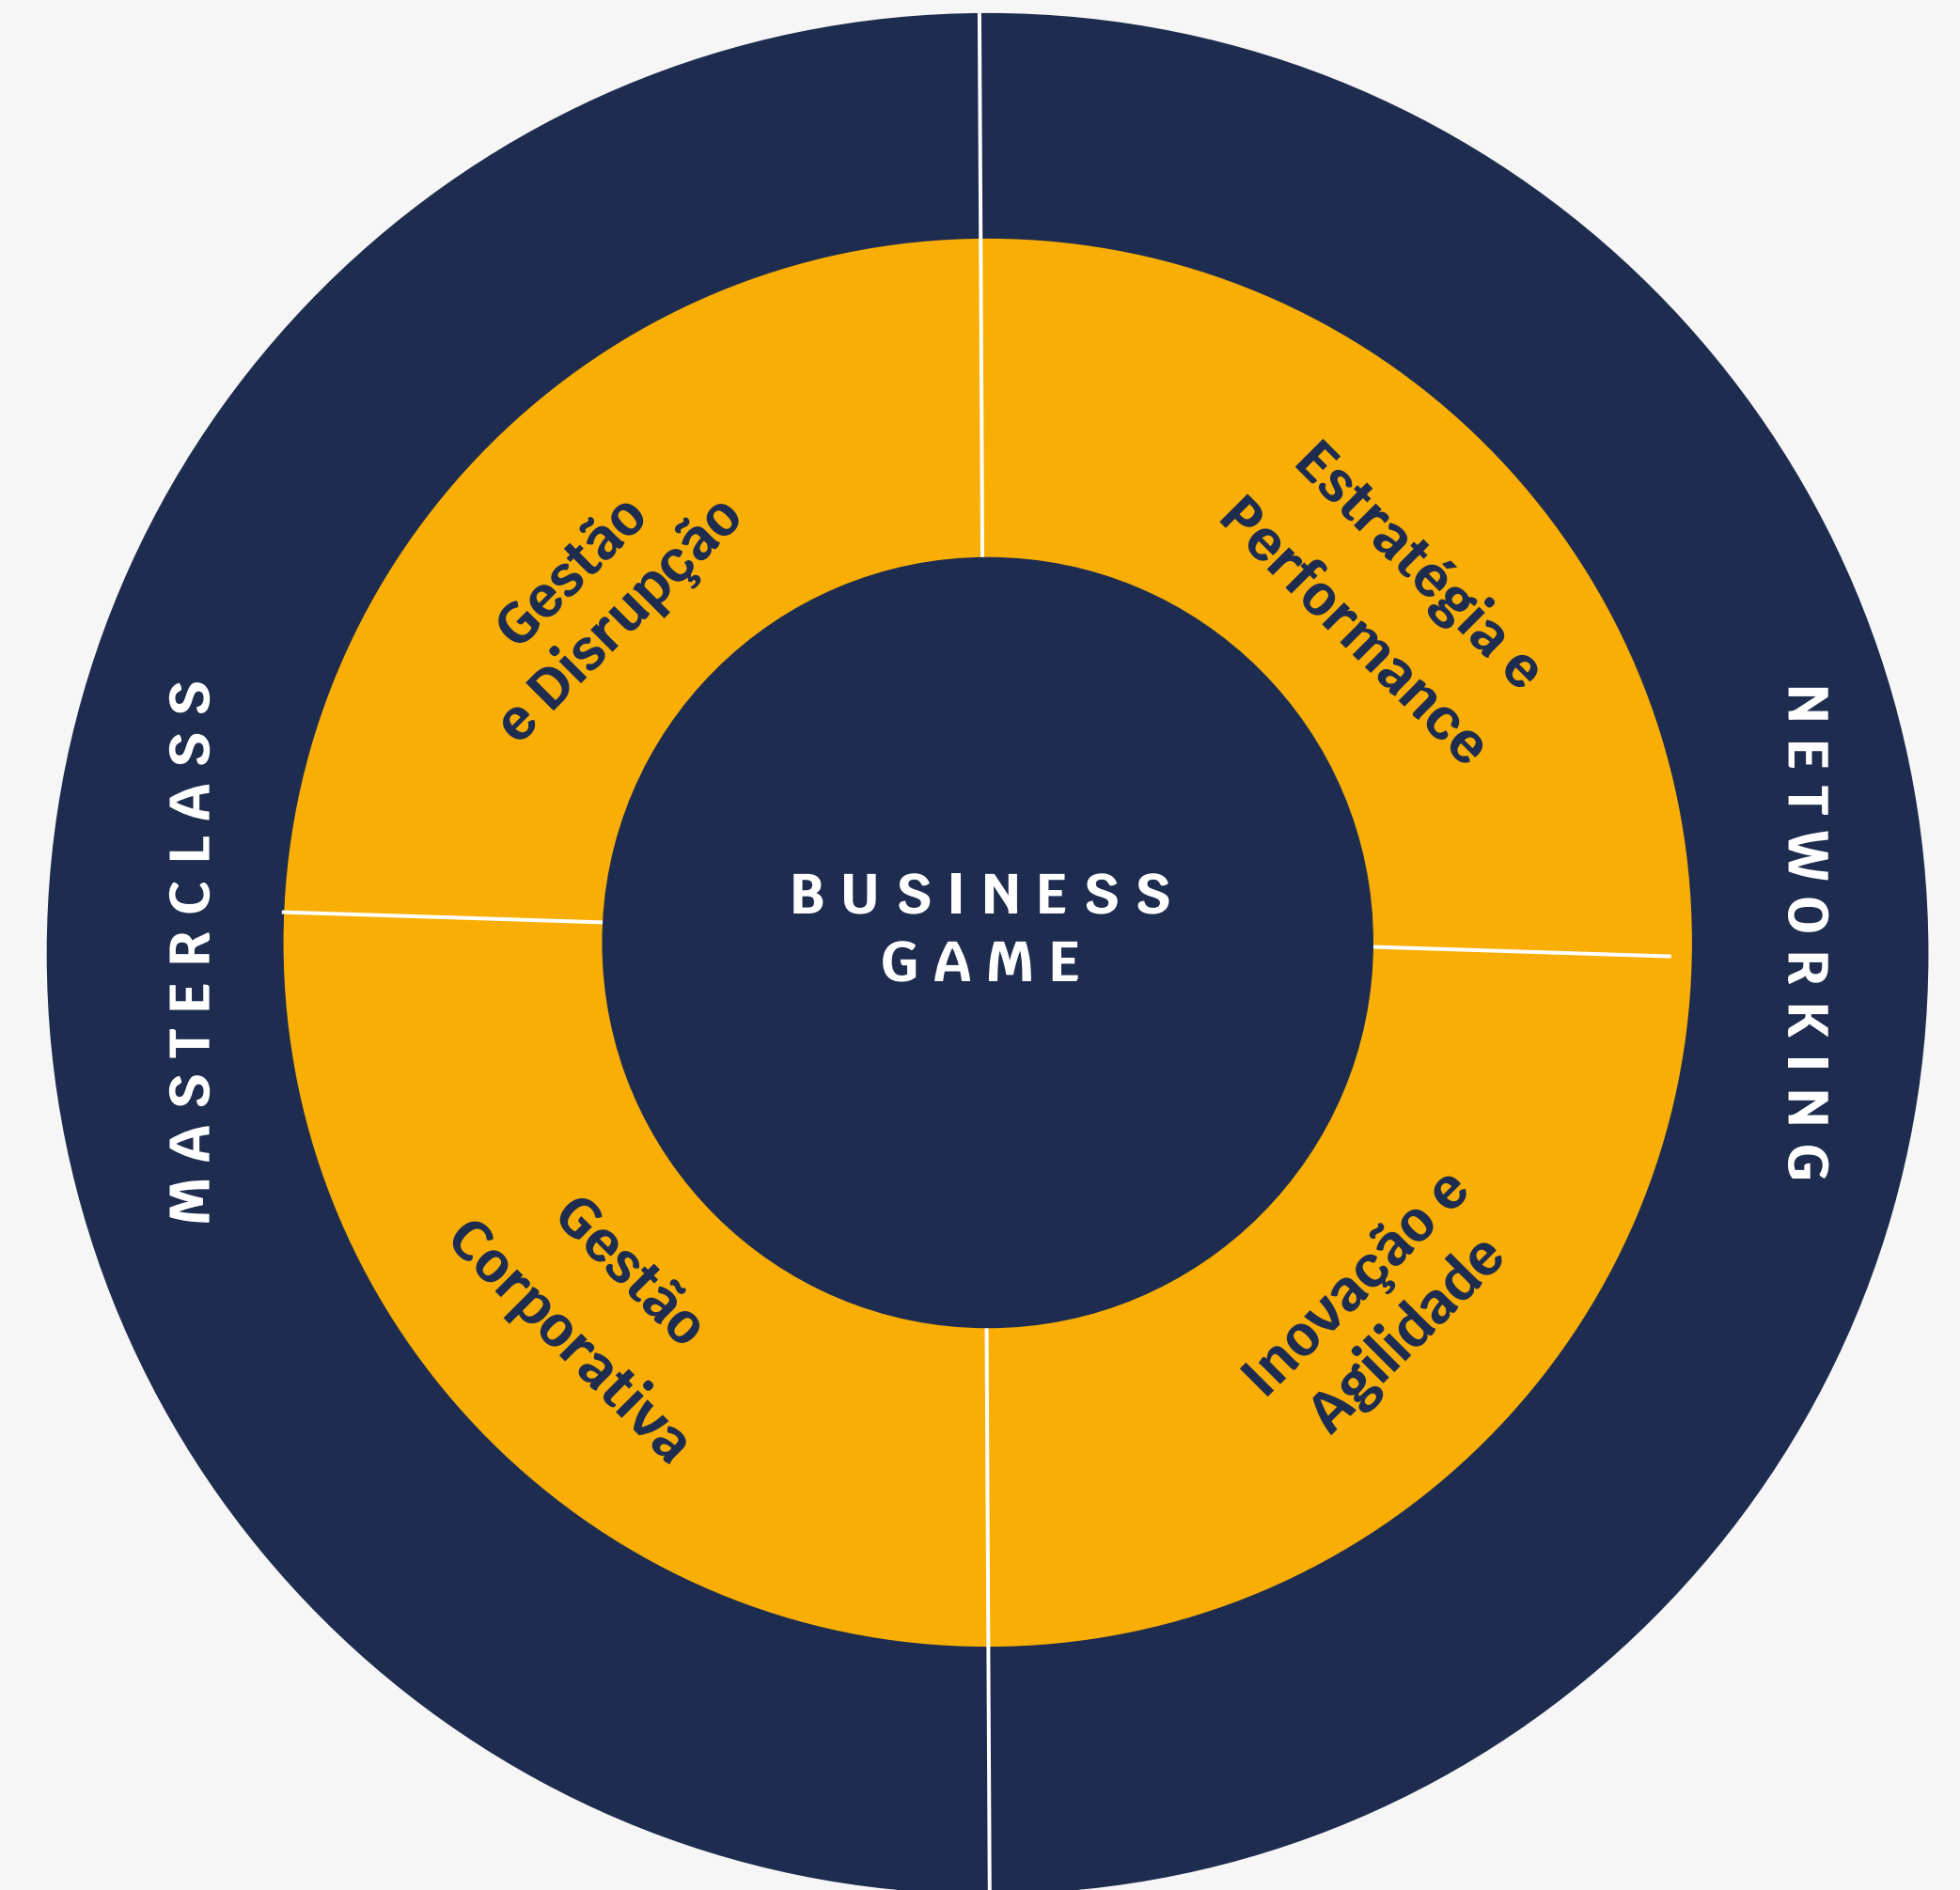 Gestão
e Disrupção
Estratégia e
Performance
MASTERCLASS
BUSINESS
GAME
NETWORKING
Gestão
Corporativa
Inovação e
Agilidade